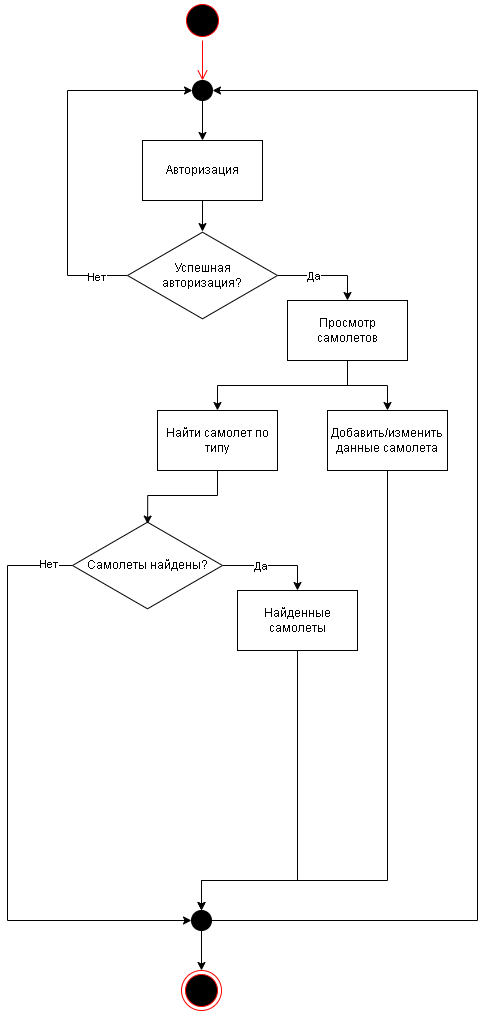 Авторизация
Успешная
авторизация?
Нет
Да
Просмотр
самолетов
Найти самолет по
типу
Добавить/изменить
данные самолета
Нет
Самолеты найдены?
Да
Найденные
самолеты